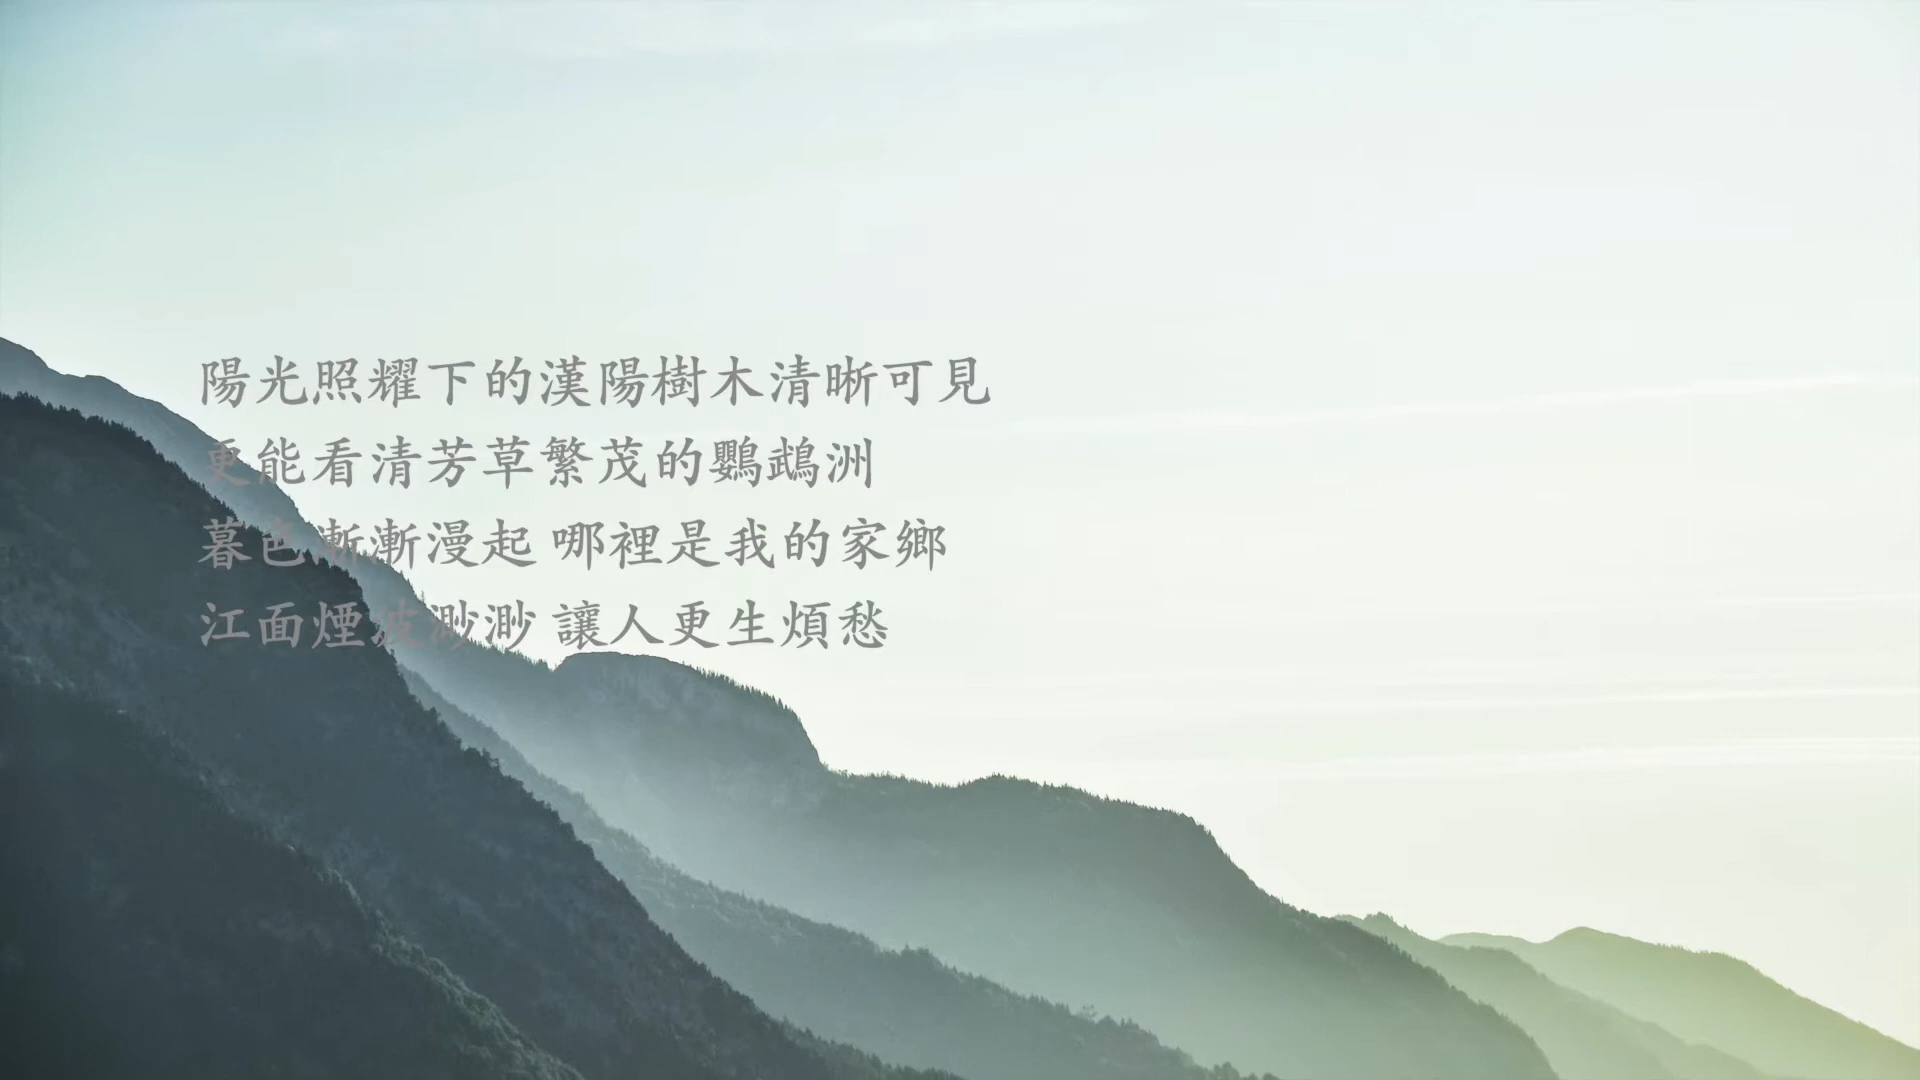 陽光照耀下的漢陽樹木清晰可見
更能看清芳草繁茂的鸚鵡洲
暮色漸漸漫起 哪裡是我的家鄉
江面煙波渺渺 讓人更生煩愁